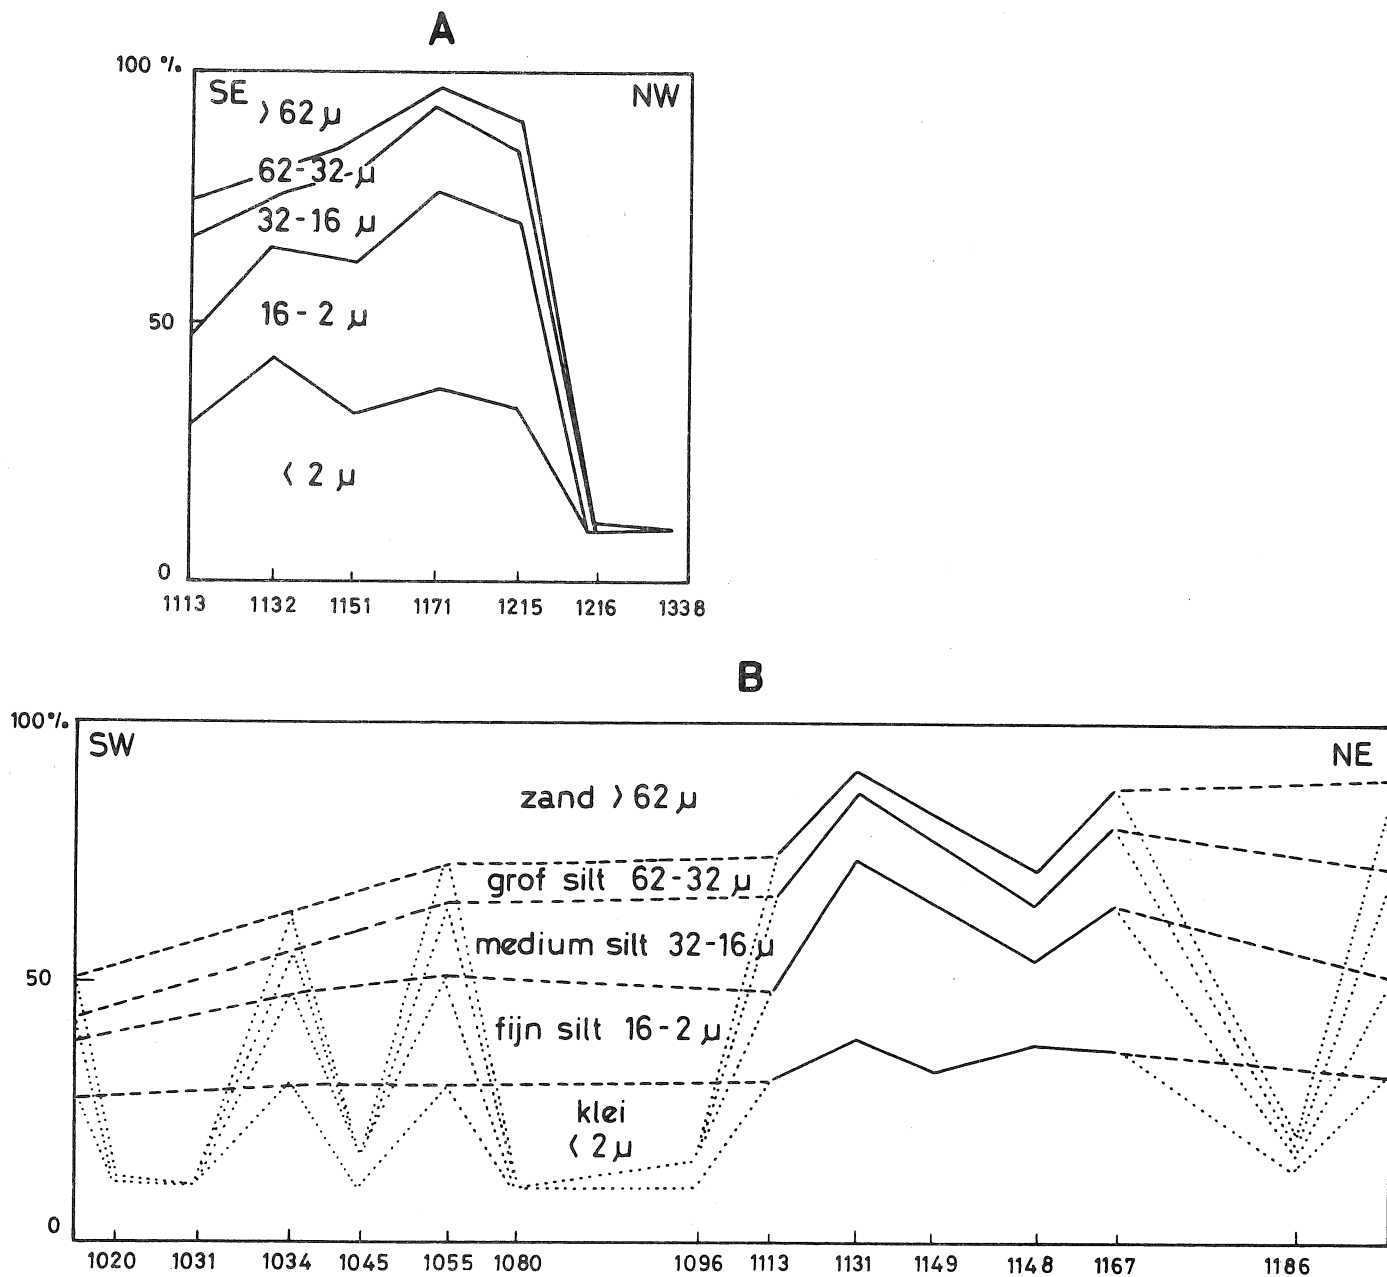 A
100 %.
SE
NW
> 62 µ
62-32-µ
32-16 µ
50
16-2 µ
< 2 µ
0
1113 1132 1151 1171 1215 1216 1338
B
100%.
SW
NE
zand > 62 µ
grof silt 62-32 µ
medium silt 32-16 µ
50
fijn silt 16-2 µ
klei
< 2 µ
0
1020 1031 1034 1045 1055 1080 1096 1113 1131 1149 1148 1167 1186